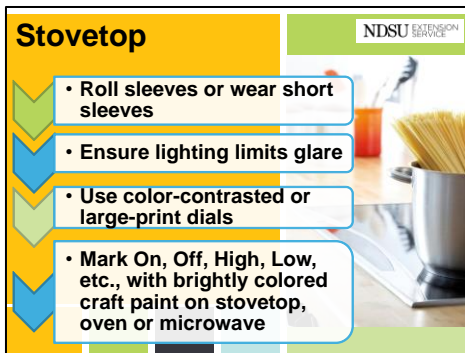 Stovetop
NDSU EXTENSION
SERVICE
• Roll sleeves or wear short
sleeves
• Ensure lighting limits glare
• Use color-contrasted or
large-print dials
• Mark On, Off, High, Low,
etc., with brightly colored
craft paint on stovetop,
oven or microwave